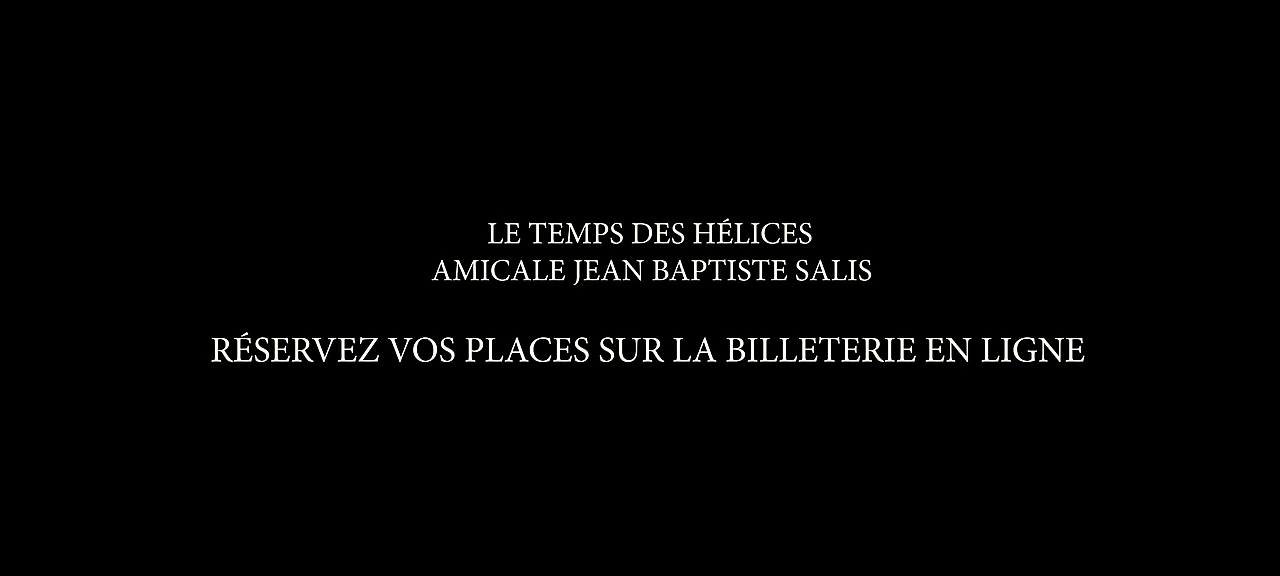 LE TEMPS DES HÉLICES
AMICALE JEAN BAPTISTE SALIS
RÉSERVEZ VOS PLACES SUR LA BILLETERIE EN LIGNE